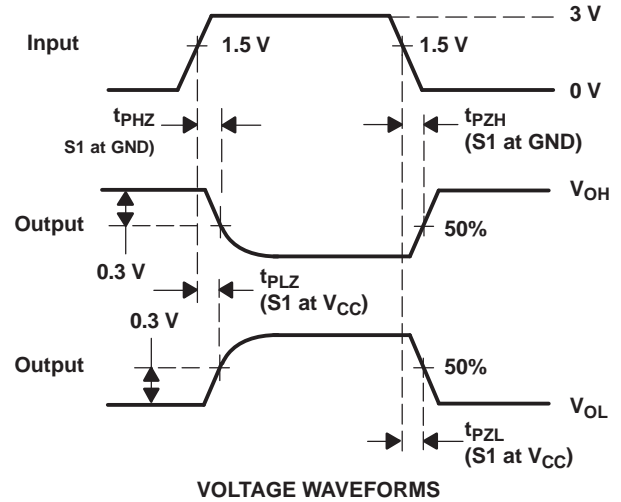 3 V
Input
1.5 V
1.5 V
0 V
tPHZ
S1 at GND)
tPZH
(S1 at GND)
VOH
Output
50%
0.3 V
tPLZ
(S1 at VCC)
0.3 V
Output
50%
VOL
tPZL
(S1 at VCC)
VOLTAGE WAVEFORMS